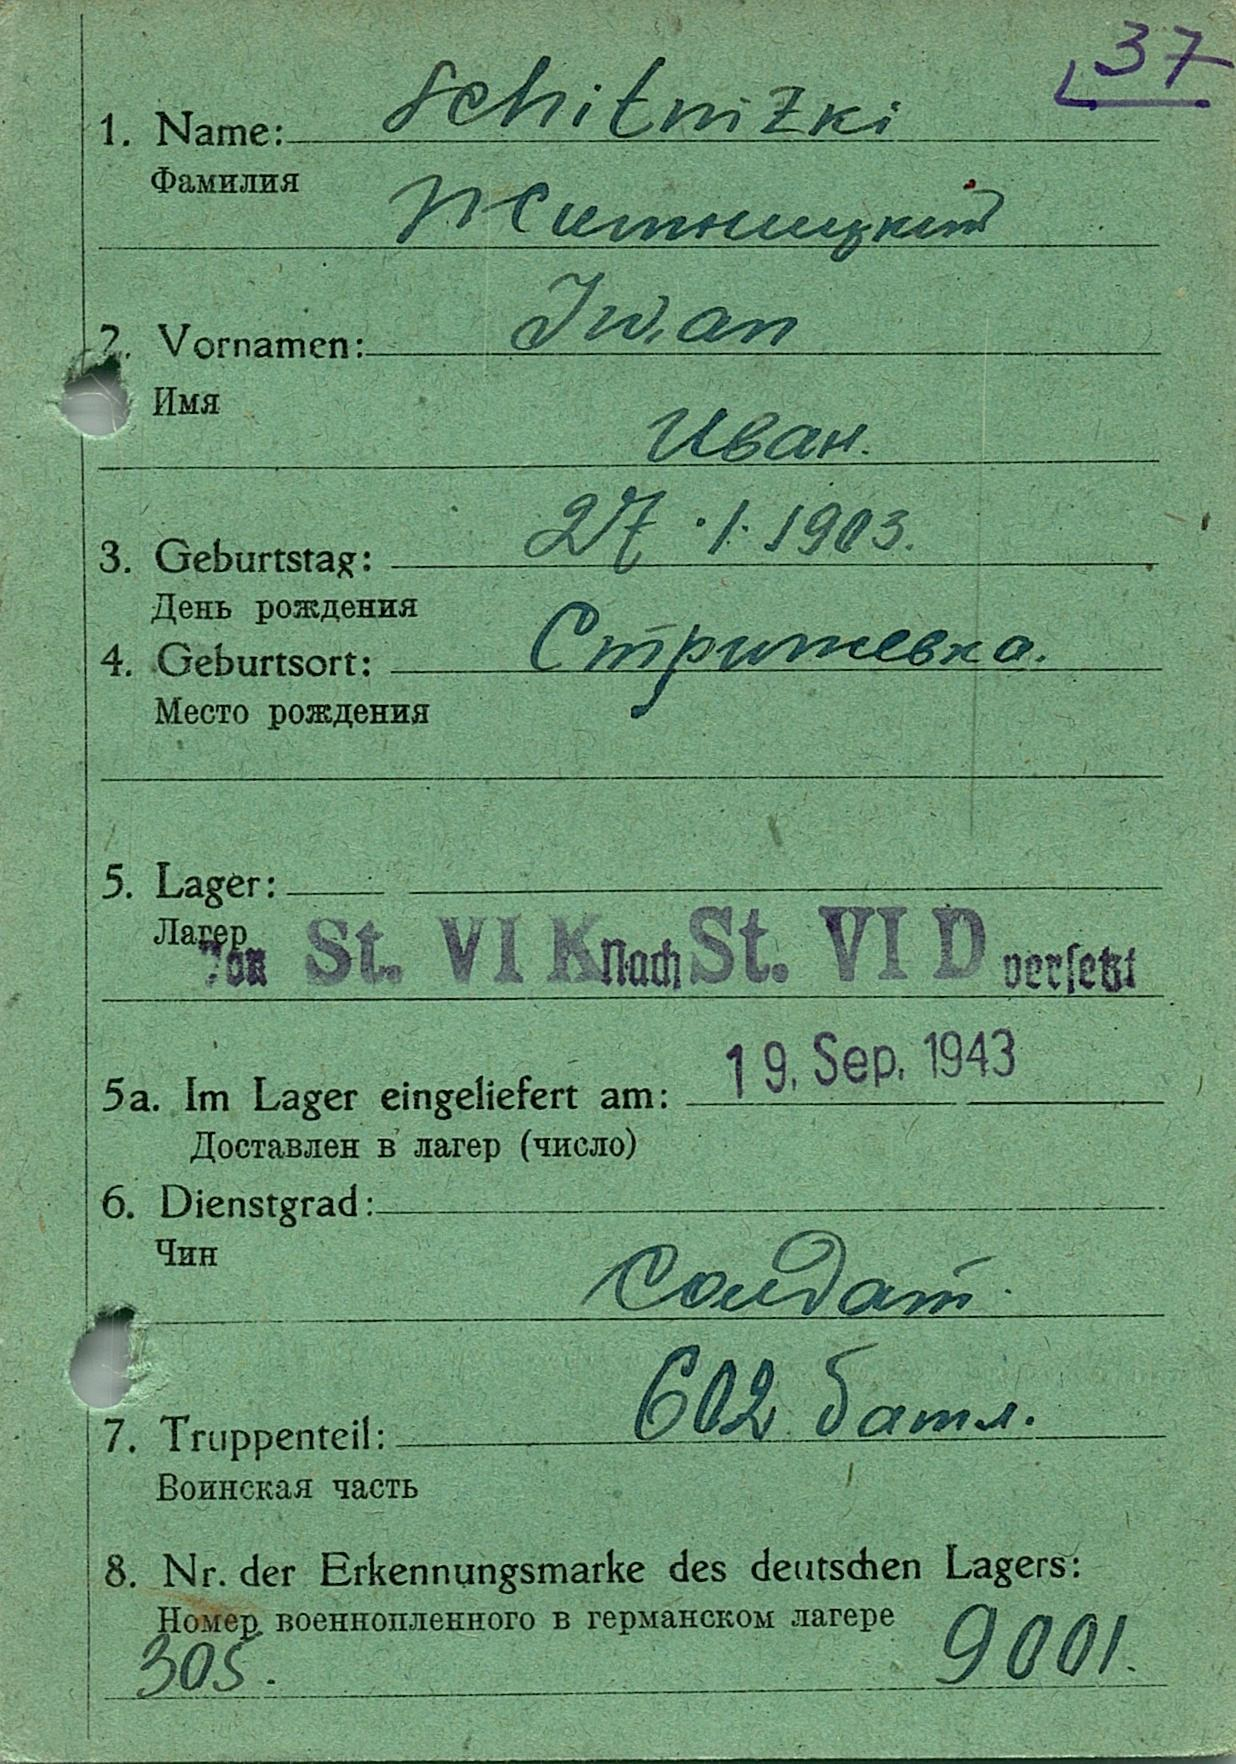 37
1. Name: Schitnizki
Фамилия
Житницкий
2. Vornamen: Iwan
Имя
Иван.
3. Geburtstag: 27.1.1903.
День рождения
4. Geburtsort: Стрижевка.
Место рождения
5. Lager:
Лагер
Von St. VI K nach St. VI D versetzt
19. Sep. 1943
5a. Im Lager eingeliefert am:
Доставлен в лагер (число)
6. Dienstgrad:
Чин
Солдат.
7. Truppenteil: 602 батл.
Воинская часть
8. Nr. der Erkennungsmarke des deutschen Lagers:
Номер военнопленного в германском лагере
305. 9001.